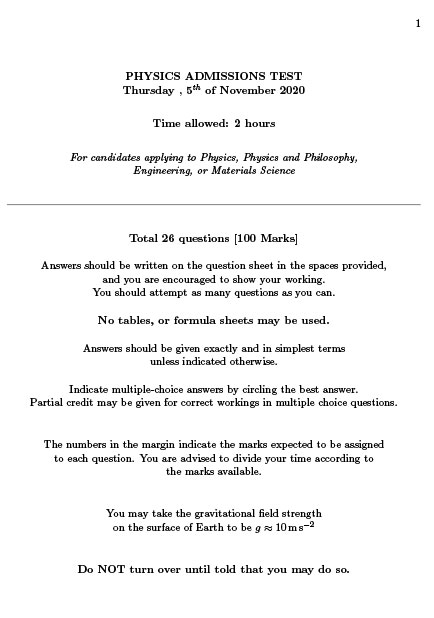 1
PHYSICS ADMISSIONS TEST
Thursday , 5th of November 2020
Time allowed: 2 hours
For candidates applying to Physics, Physics and Philosophy,
Engineering, or Materials Science
Total 26 questions [100 Marks]
Answers should be written on the question sheet in the spaces provided,
and you are encouraged to show your working.
You should attempt as many questions as you can.
No tables, or formula sheets may be used.
Answers should be given exactly and in simplest terms
unless indicated otherwise.
Indicate multiple-choice answers by circling the best answer.
Partial credit may be given for correct workings in multiple choice questions.
The numbers in the margin indicate the marks expected to be assigned
to each question. You are advised to divide your time according to
the marks available.
You may take the gravitational field strength
on the surface of Earth to be g ≈ 10 m s⁻²
Do NOT turn over until told that you may do so.